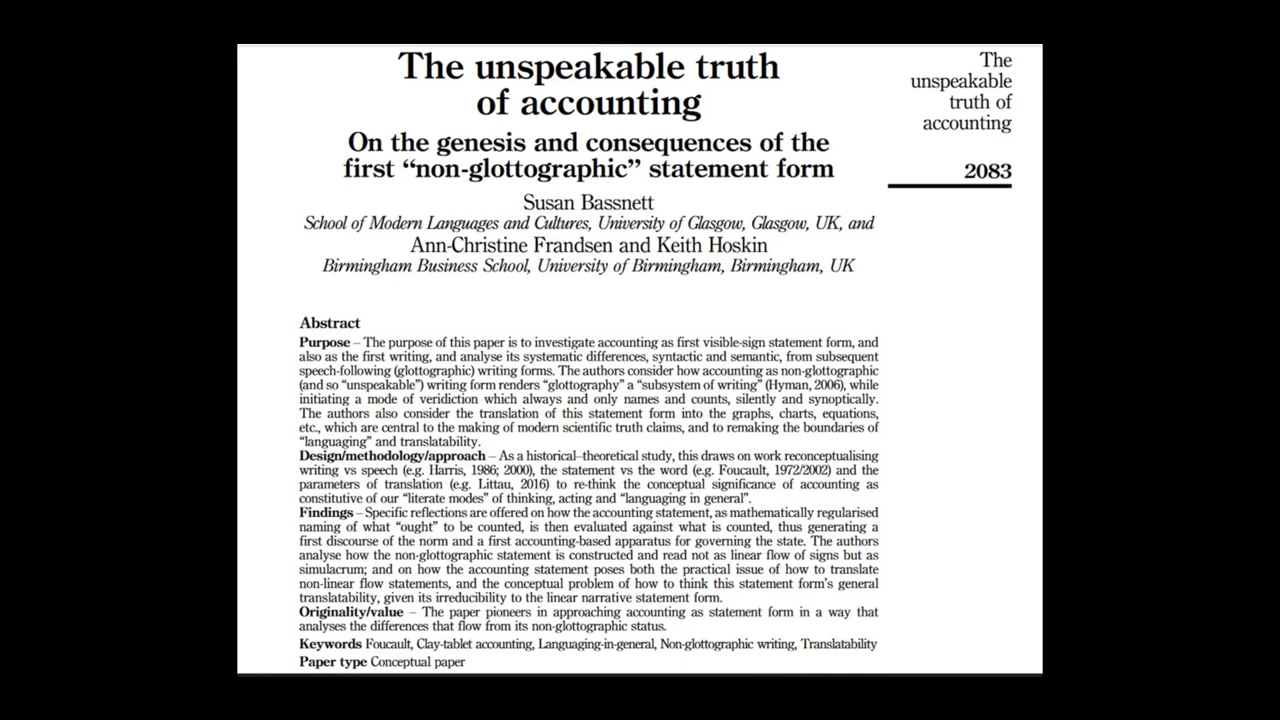 The unspeakable truth
of accounting
On the genesis and consequences of the
first “non-glottographic” statement form
Susan Bassnett
School of Modern Languages and Cultures, University of Glasgow, Glasgow, UK, and
Ann-Christine Frandsen and Keith Hoskin
Birmingham Business School, University of Birmingham, Birmingham, UK
The
unspeakable
truth of
accounting
2083
Abstract
Purpose – The purpose of this paper is to investigate accounting as first visible-sign statement form, and
also as the first writing, and analyse its systematic differences, syntactic and semantic, from subsequent
speech-following (glottographic) writing forms. The authors consider how accounting as non-glottographic
(and so “unspeakable”) writing form renders “glottography” a “subsystem of writing” (Hyman, 2006), while
initiating a mode of veridiction which always and only names and counts, silently and synoptically.
The authors also consider the translation of this statement form into the graphs, charts, equations,
etc., which are central to the making of modern scientific truth claims, and to remaking the boundaries of
“languaging” and translatability.
Design/methodology/approach – As a historical–theoretical study, this draws on work reconceptualising
writing vs speech (e.g. Harris, 1986; 2000), the statement vs the word (e.g. Foucault, 1972/2002) and the
parameters of translation (e.g. Littau, 2016) to re-think the conceptual significance of accounting as
constitutive of our “literate modes” of thinking, acting and “languaging in general”.
Findings – Specific reflections are offered on how the accounting statement, as mathematically regularised
naming of what “ought” to be counted, is then evaluated against what is counted, thus generating a
first discourse of the norm and a first accounting-based apparatus for governing the state. The authors
analyse how the non-glottographic statement is constructed and read not as linear flow of signs but as
simulacrum; and on how the accounting statement poses both the practical issue of how to translate
non-linear flow statements, and the conceptual problem of how to think this statement form’s general
translatability, given its irreducibility to the linear narrative statement form.
Originality/value – The paper pioneers in approaching accounting as statement form in a way that
analyses the differences that flow from its non-glottographic status.
Keywords Foucault, Clay-tablet accounting, Languaging-in-general, Non-glottographic writing, Translatability
Paper type Conceptual paper